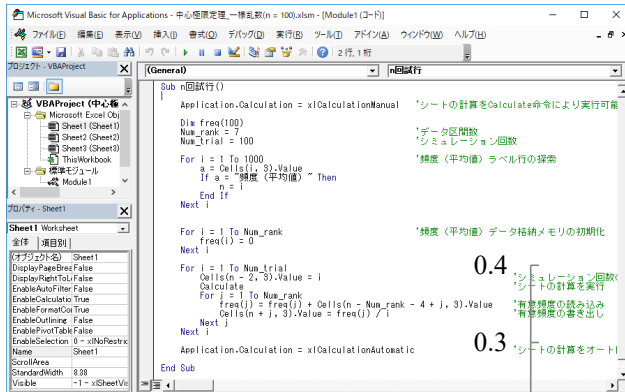 Microsoft Visual Basic for Applications - 中心極限定理_一様乱数(n = 100).xlsm - [Module1 (コード)]
ファイル(F) 編集(E) 表示(V) 挿入(I) 書式(O) デバッグ(D) 実行(R) ツール(T) アドイン(A) ウィンドウ(W) ヘルプ(H)
2 行, 1 桁
プロジェクト - VBAProject
(General)
n回試行
VBAProject (中心極
Microsoft Excel Obj
Sheet1 (Sheet1)
Sheet2 (Sheet2)
Sheet3 (Sheet3)
ThisWorkbook
標準モジュール
Module1
プロパティ - Sheet1
Sheet1 Worksheet
全体 項目別
(オブジェクト名) Sheet1
DisplayPageBrea False
DisplayRightToLe False
EnableAutoFilter False
EnableCalculatio True
EnableFormatCo True
EnableOutlining False
EnablePivotTable False
EnableSelection 0 - xlNoRestric
Name Sheet1
ScrollArea
StandardWidth 8.38
Visible -1 - xlSheetVis
Sub n回試行()
Application.Calculation = xlCalculationManual 'シートの計算をCalculate命令により実行可能
Dim freq(100)
Num_rank = 7 'データ区間数
Num_trial = 100 'シミュレーション回数
For i = 1 To 1000 '頻度（平均値）ラベル行の探索
a = Cells(i, 3).Value
If a = "頻度（平均値）" Then
n = i
End If
Next i
For i = 1 To Num_rank '頻度（平均値）データ格納メモリの初期化
freq(i) = 0
Next i
0.4
For i = 1 To Num_trial
Cells(n - 2, 3).Value = i 'シミュレーション回数
Calculate 'シートの計算を実行
For j = 1 To Num_rank
freq(j) = freq(j) + Cells(n - Num_rank - 4 + j, 3).Value '有意頻度の読み込み
Cells(n + j, 3).Value = freq(j) / i '有意頻度の書き出し
Next j
Next i
0.3
Application.Calculation = xlCalculationAutomatic 'シートの計算をオート
End Sub